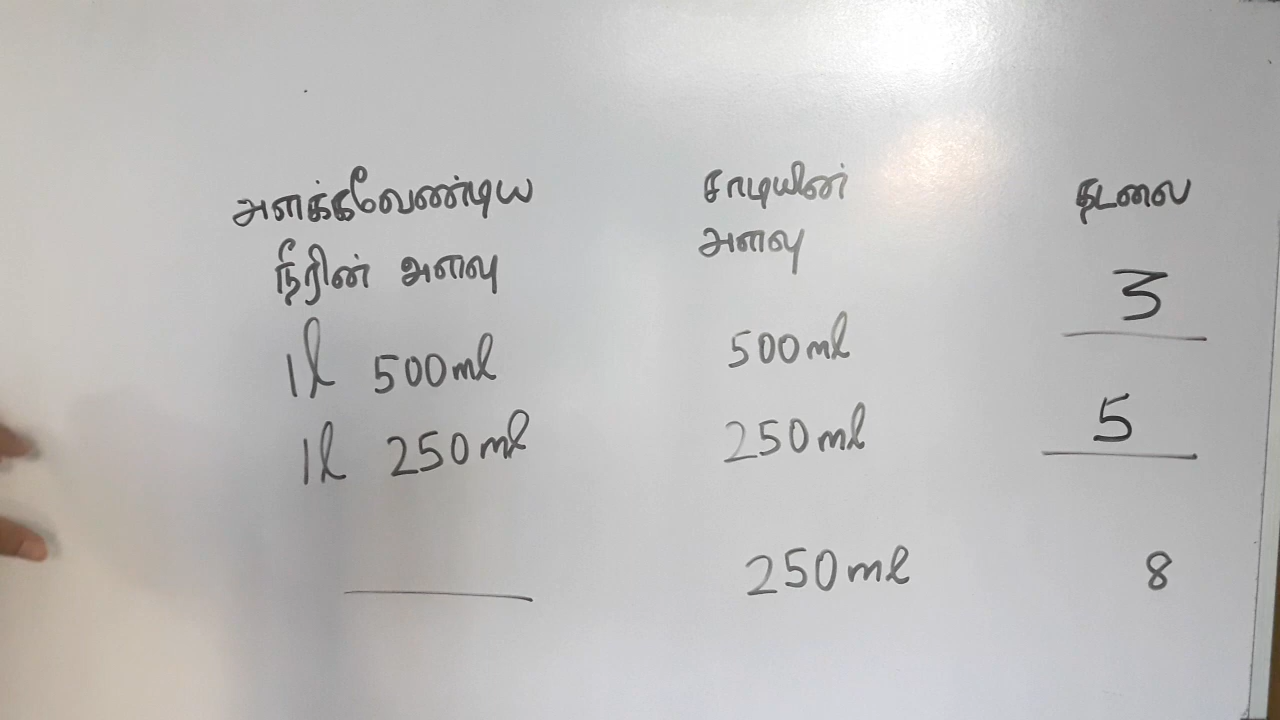 அளக்கவேண்டிய சாடியின் தடவை
நீரின் அளவு அளவு
3
1l 500ml 500ml
5
1l 250ml 250ml
250ml 8